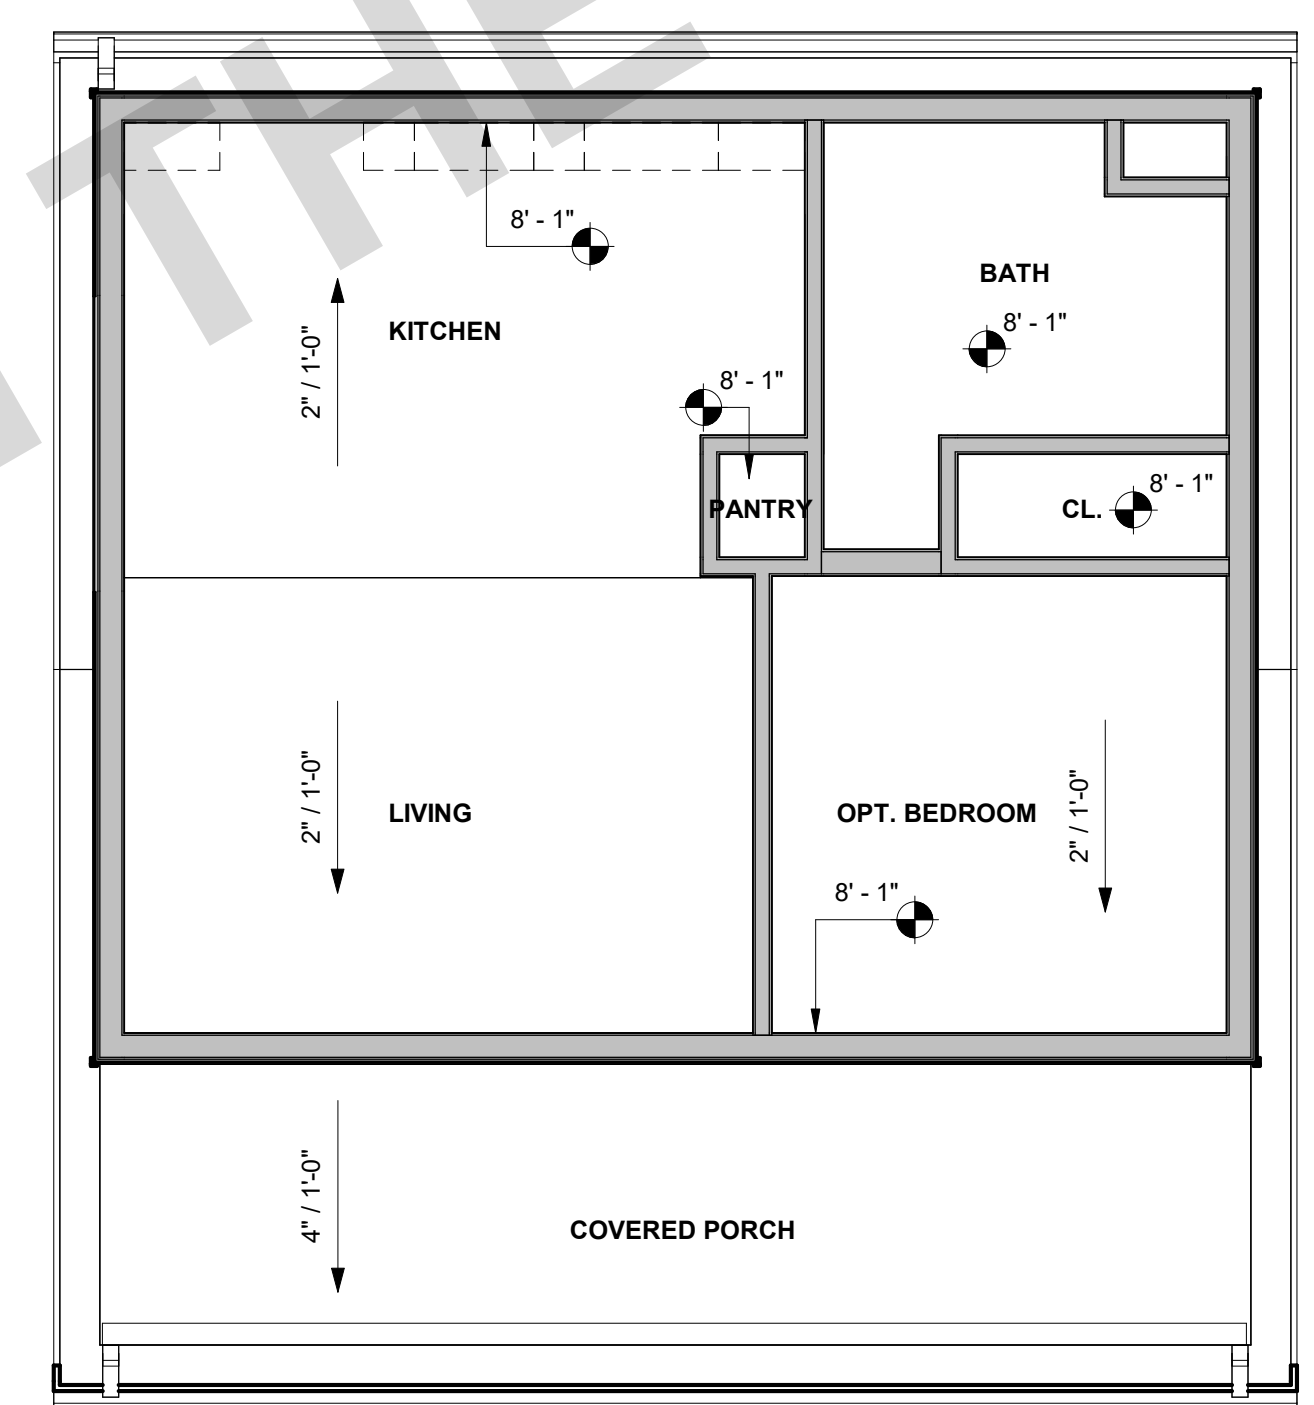 THE
8' - 1"
BATH
8' - 1"
KITCHEN
2" / 1'-0"
8' - 1"
8' - 1"
PANTRY
CL.
2" / 1'-0"
LIVING
OPT. BEDROOM
2" / 1'-0"
8' - 1"
4" / 1'-0"
COVERED PORCH